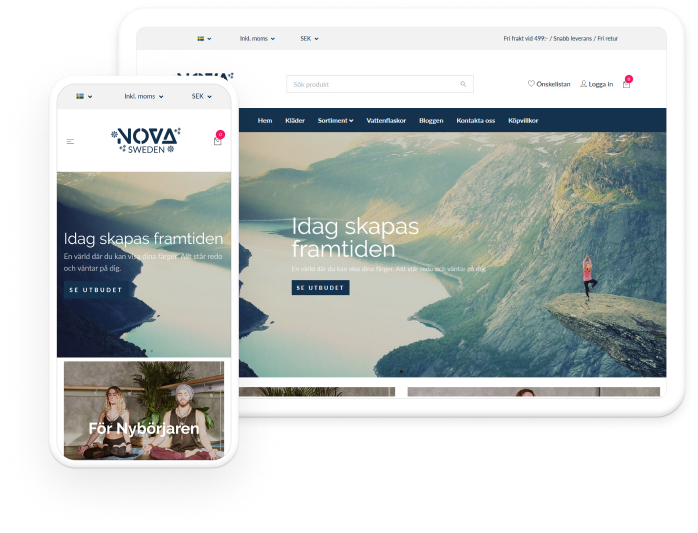 Inkl. moms
SEK
Fri frakt vid 499:- / Snabb leverans / Fri retur
NOVA
Sök produkt
Önskelistan
Logga in
0
Hem
Kläder
Sortiment
Vattenflaskor
Bloggen
Kontakta oss
Köpvillkor
Idag skapas
framtiden
En värld där du kan visa dina färger. Allt står redo och väntar på dig.
SE UTBUDET
Inkl. moms
SEK
NOVA
SWEDEN
0
Idag skapas framtiden
En värld där du kan visa dina färger. Allt står redo
och väntar på dig.
SE UTBUDET
För Nybörjaren